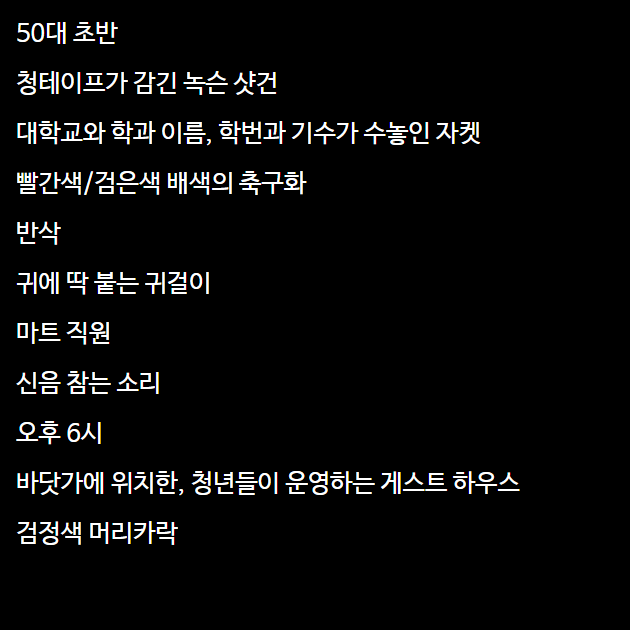 50대 초반
청테이프가 감긴 녹슨 샷건
대학교와 학과 이름, 학번과 기수가 수놓인 자켓
빨간색/검은색 배색의 축구화
반삭
귀에 딱 붙는 귀걸이
마트 직원
신음 참는 소리
오후 6시
바닷가에 위치한, 청년들이 운영하는 게스트 하우스
검정색 머리카락